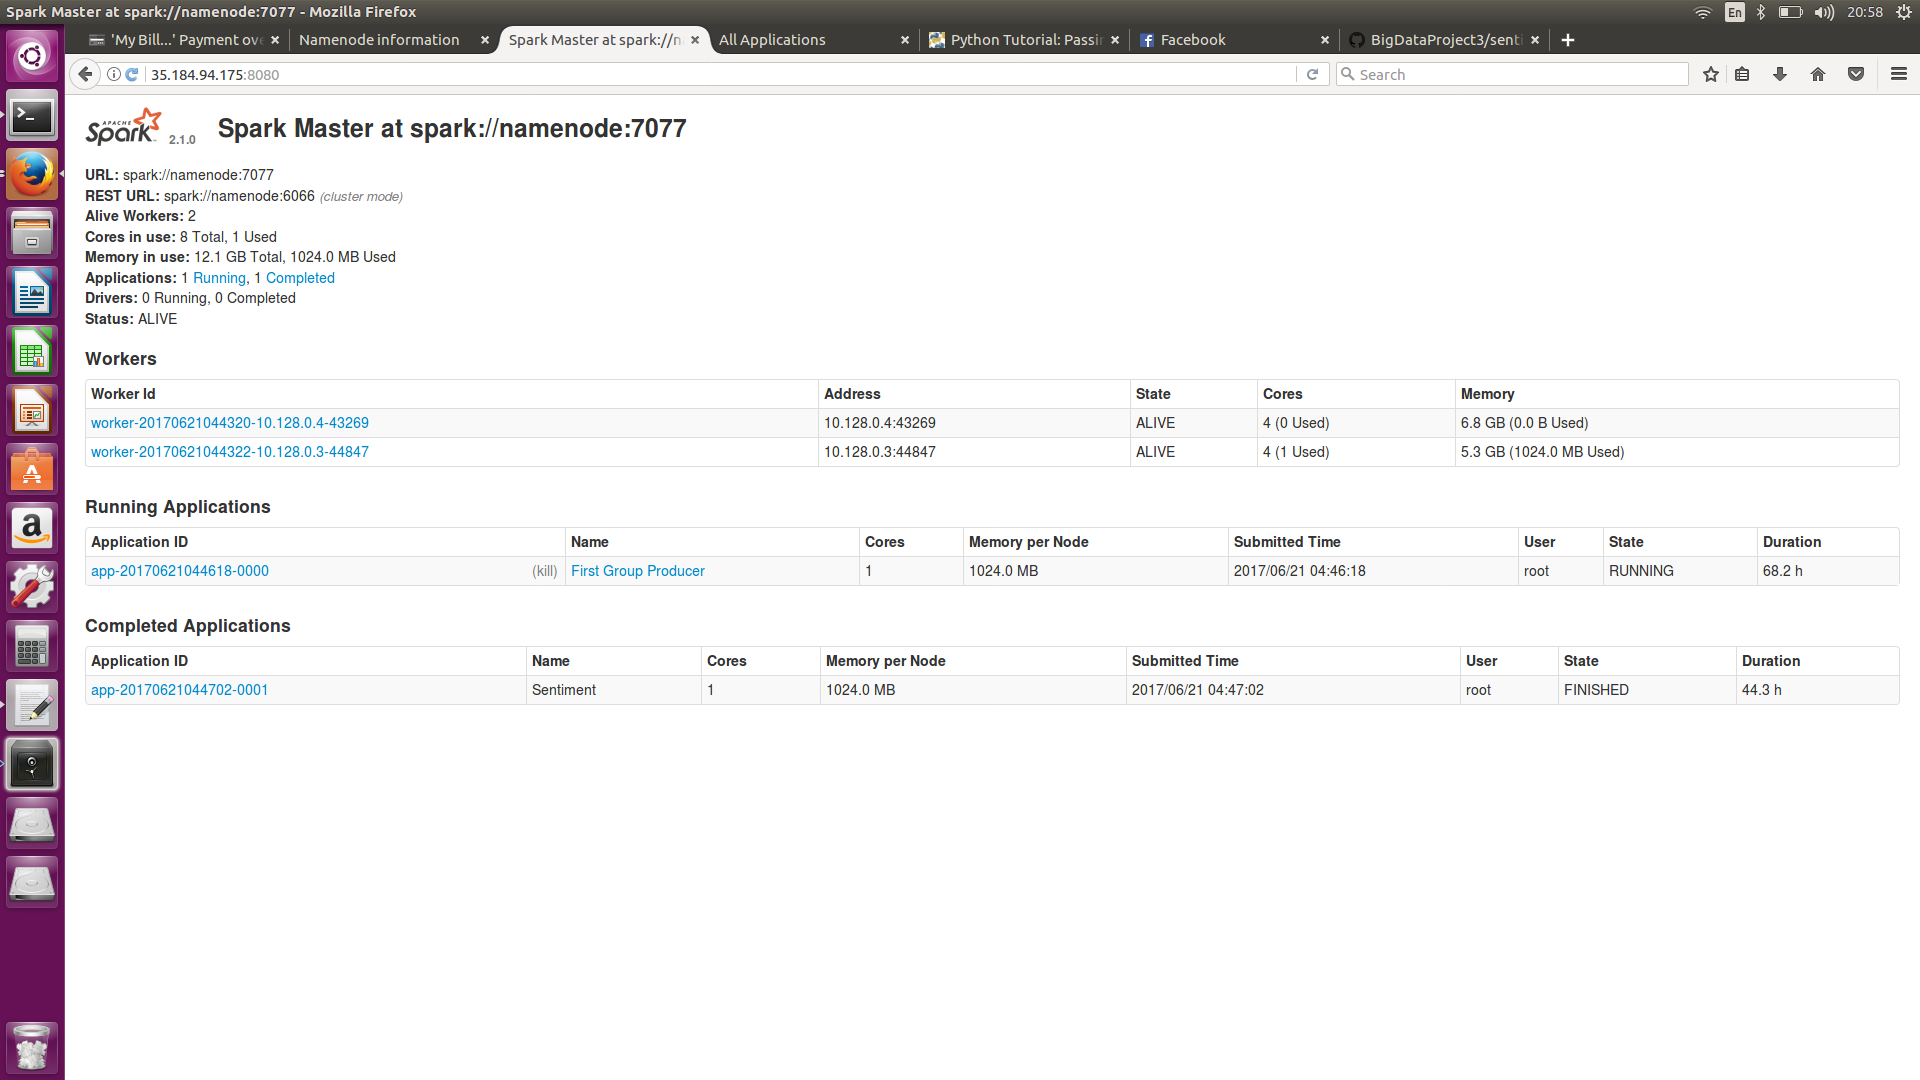 Spark Master at spark://namenode:7077 - Mozilla Firefox
En
20:58
'My Bill...' Payment ove
Namenode information
Spark Master at spark://n
All Applications
Python Tutorial: Passi
Facebook
BigDataProject3/senti
35.184.94.175:8080
Search
APACHE
Spark 2.1.0
Spark Master at spark://namenode:7077
URL: spark://namenode:7077
REST URL: spark://namenode:6066 (cluster mode)
Alive Workers: 2
Cores in use: 8 Total, 1 Used
Memory in use: 12.1 GB Total, 1024.0 MB Used
Applications: 1 Running, 1 Completed
Drivers: 0 Running, 0 Completed
Status: ALIVE
Workers
Worker Id Address State Cores Memory
worker-20170621044320-10.128.0.4-43269 10.128.0.4:43269 ALIVE 4 (0 Used) 6.8 GB (0.0 B Used)
worker-20170621044322-10.128.0.3-44847 10.128.0.3:44847 ALIVE 4 (1 Used) 5.3 GB (1024.0 MB Used)
Running Applications
Application ID Name Cores Memory per Node Submitted Time User State Duration
app-20170621044618-0000 (kill) First Group Producer 1 1024.0 MB 2017/06/21 04:46:18 root RUNNING 68.2 h
Completed Applications
Application ID Name Cores Memory per Node Submitted Time User State Duration
app-20170621044702-0001 Sentiment 1 1024.0 MB 2017/06/21 04:47:02 root FINISHED 44.3 h